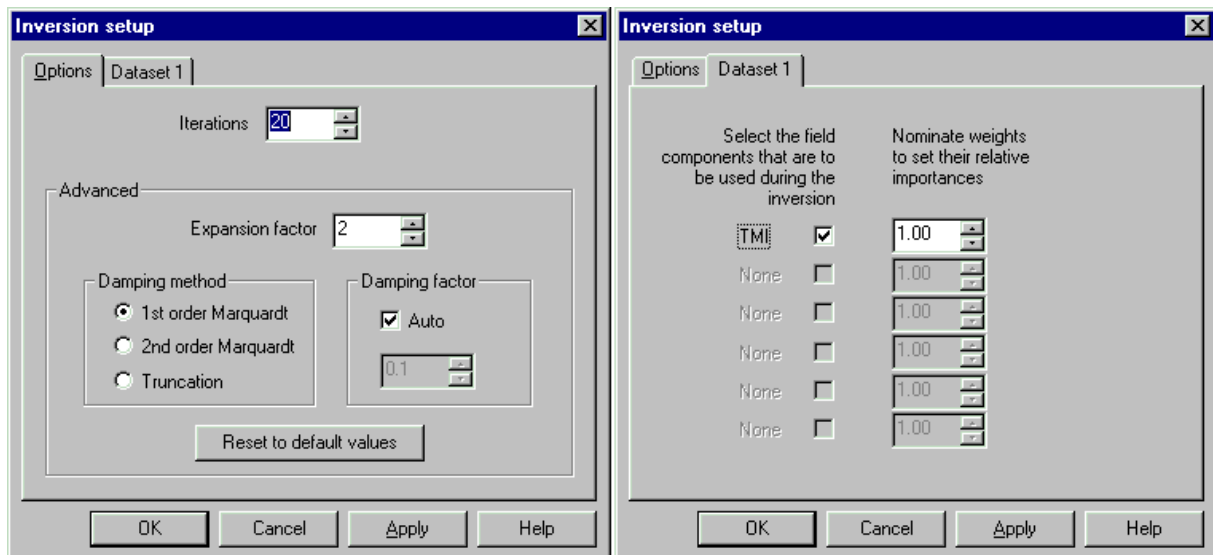 Inversion setup
Options Dataset 1
Iterations 20
Advanced
Expansion factor 2
Damping method
1st order Marquardt
2nd order Marquardt
Truncation
Damping factor
Auto
0.1
Reset to default values
OK Cancel Apply Help
Inversion setup
Options Dataset 1
Select the field
components that are to
be used during the
inversion
Nominate weights
to set their relative
importances
TMI 1.00
None 1.00
None 1.00
None 1.00
None 1.00
None 1.00
OK Cancel Apply Help